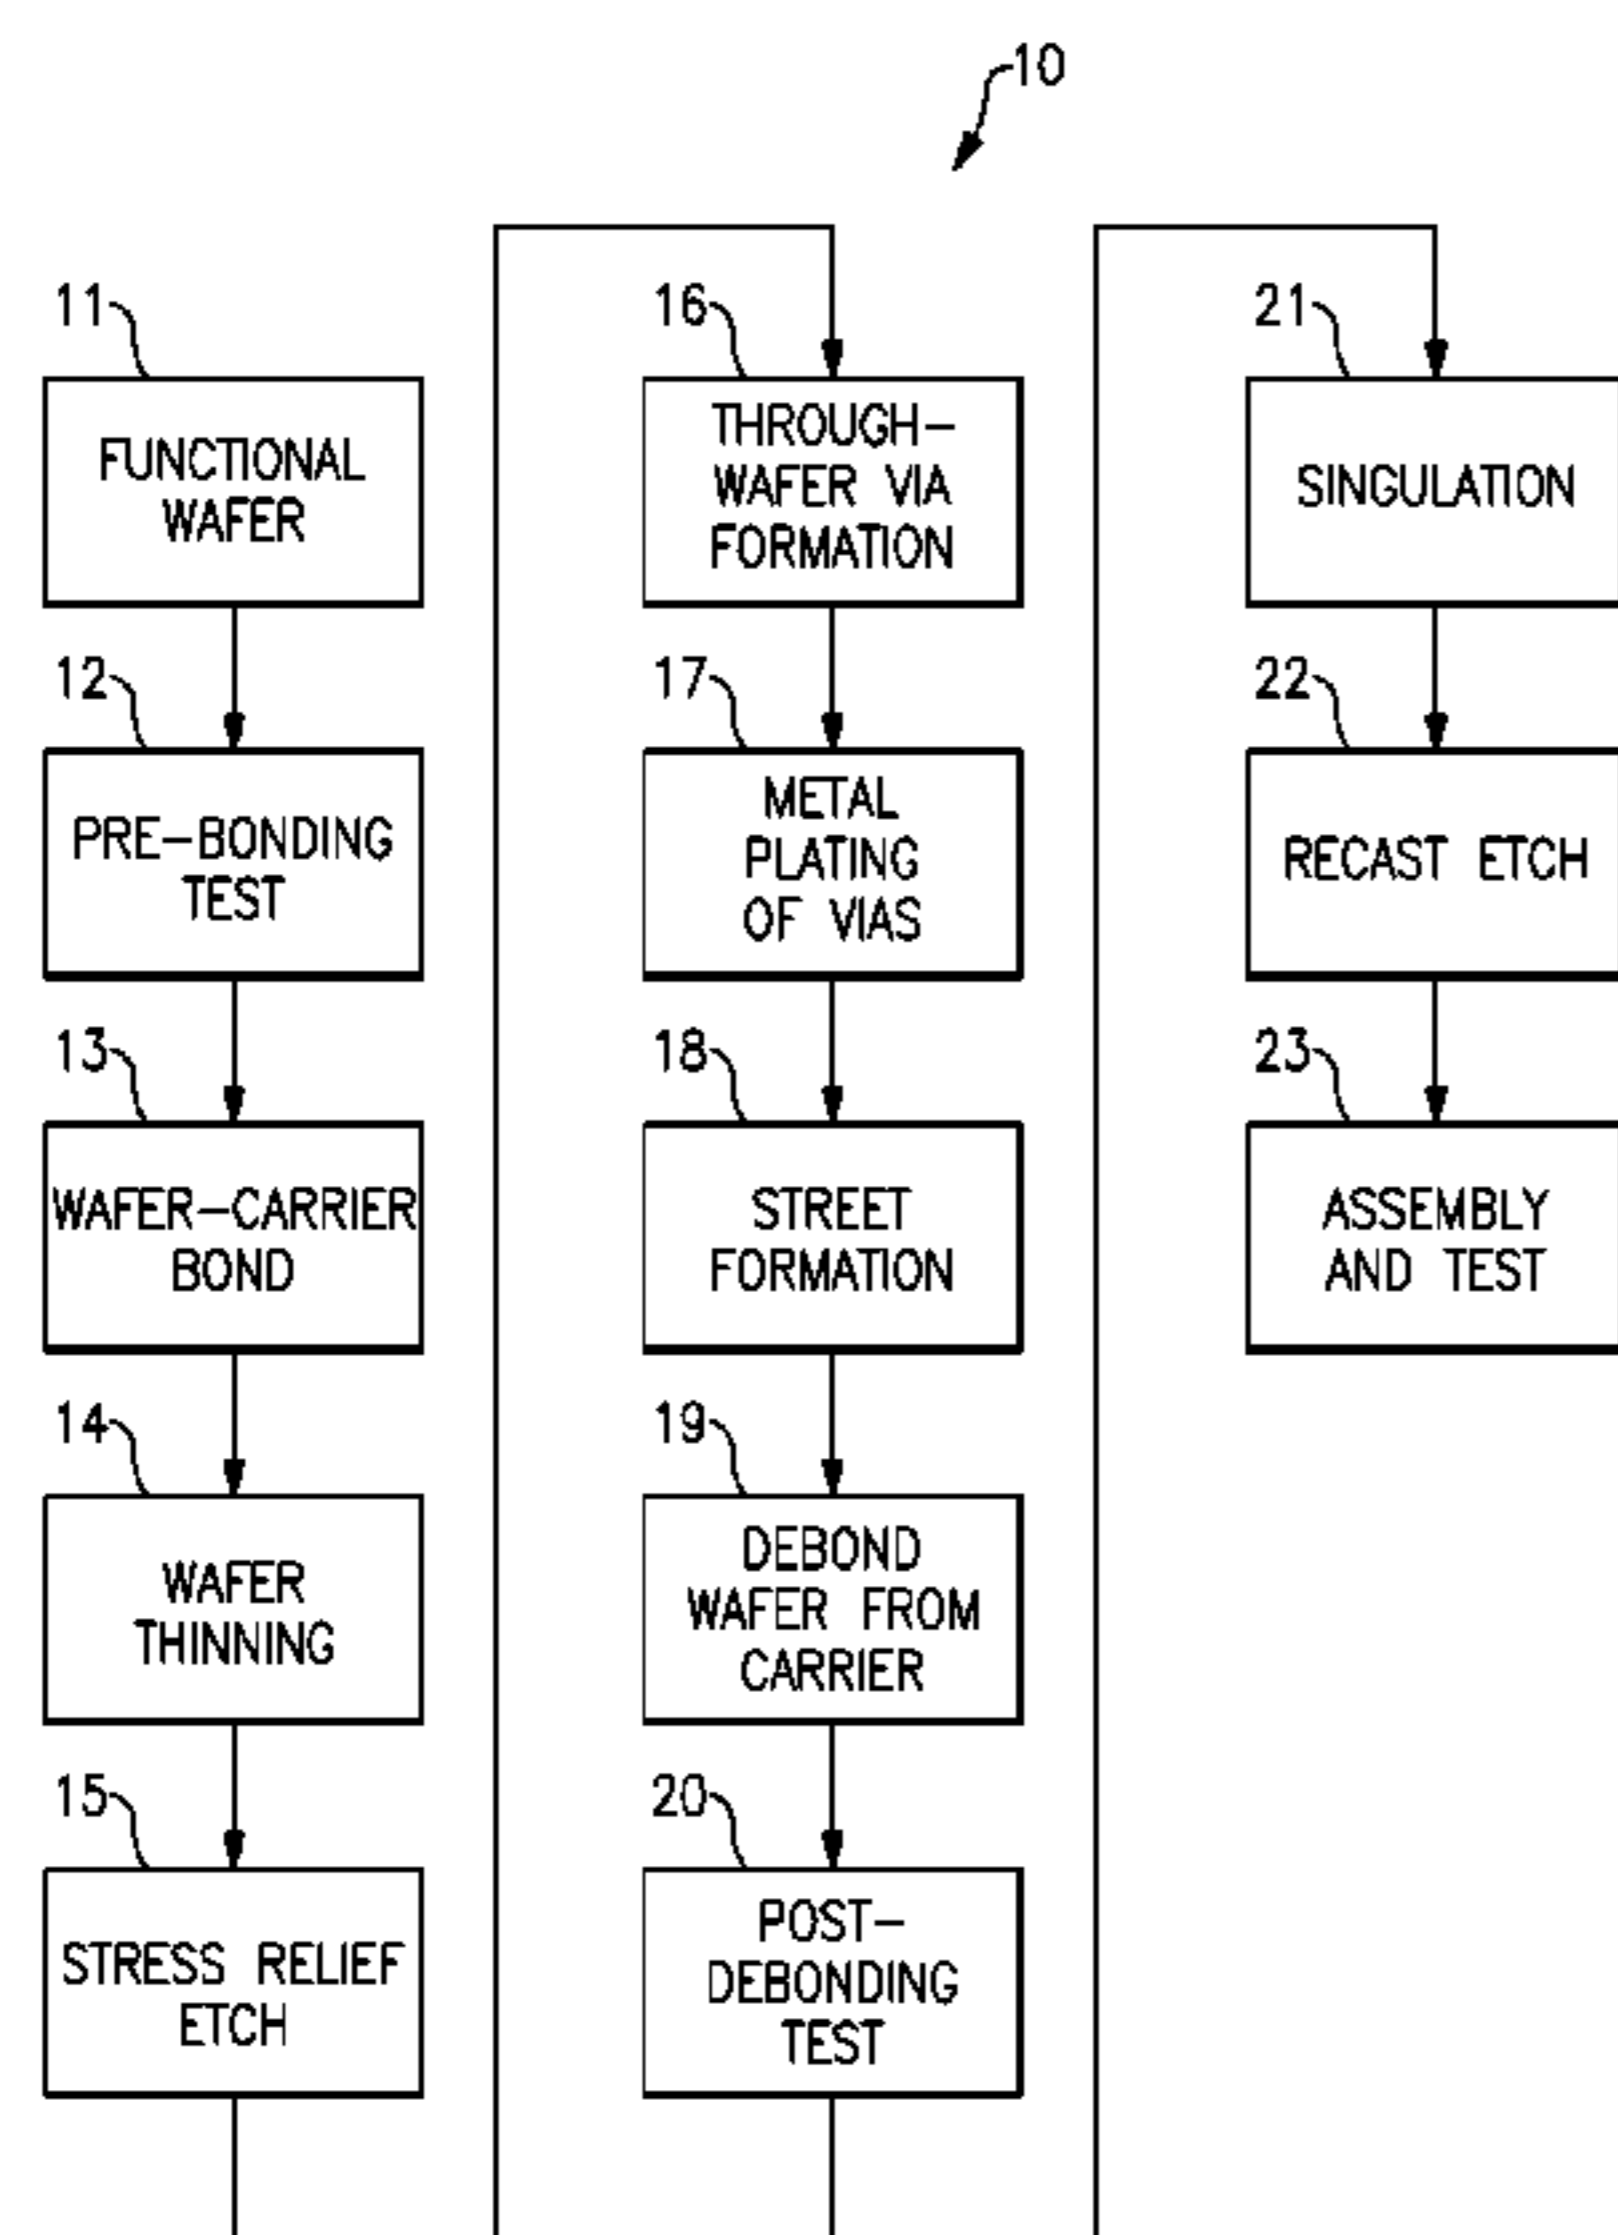 10
11
FUNCTIONAL
WAFER
12
PRE-BONDING
TEST
13
WAFER-CARRIER
BOND
14
WAFER
THINNING
15
STRESS RELIEF
ETCH
16
THROUGH-
WAFER VIA
FORMATION
17
METAL
PLATING
OF VIAS
18
STREET
FORMATION
19
DEBOND
WAFER FROM
CARRIER
20
POST-
DEBONDING
TEST
21
SINGULATION
22
RECAST ETCH
23
ASSEMBLY
AND TEST